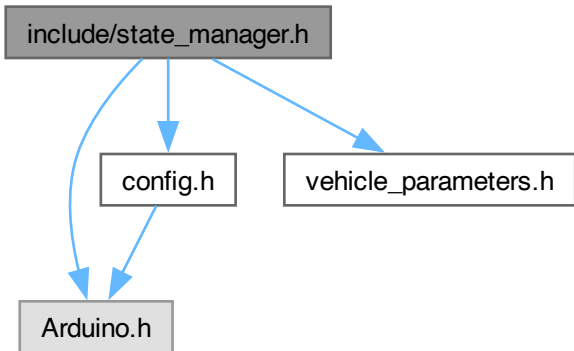 include/state_manager.h
config.h
vehicle_parameters.h
Arduino.h